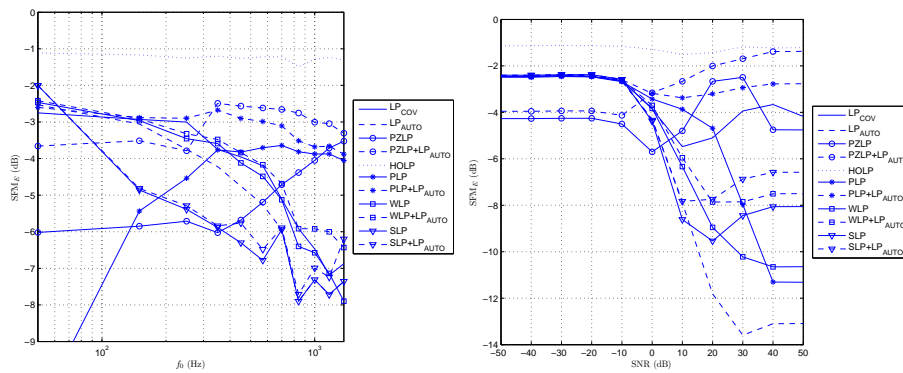 0
−1
−2
−3
−4
−5
−6
−7
−8
−9
SFM_E (dB)
10^2
10^3
f_0 (Hz)
LP_COV
LP_AUTO
PZLP
PZLP+LP_AUTO
HOLP
PLP
PLP+LP_AUTO
WLP
WLP+LP_AUTO
SLP
SLP+LP_AUTO
0
−2
−4
−6
−8
−10
−12
−14
SFM_E (dB)
−50 −40 −30 −20 −10 0 10 20 30 40 50
SNR (dB)
LP_COV
LP_AUTO
PZLP
PZLP+LP_AUTO
HOLP
PLP
PLP+LP_AUTO
WLP
WLP+LP_AUTO
SLP
SLP+LP_AUTO